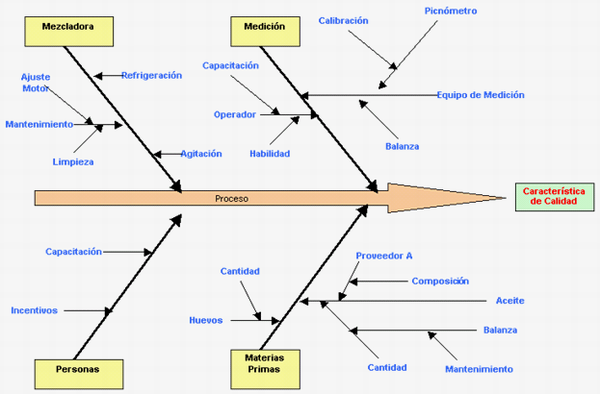 Mezcladora
Medición
Picnómetro
Calibración
Ajuste
Motor
Refrigeración
Capacitación
Equipo de Medición
Mantenimiento
Operador
Limpieza
Agitación
Habilidad
Balanza
Proceso
Característica
de Calidad
Capacitación
Cantidad
Proveedor A
Composición
Incentivos
Huevos
Aceite
Balanza
Personas
Materias
Primas
Cantidad
Mantenimiento